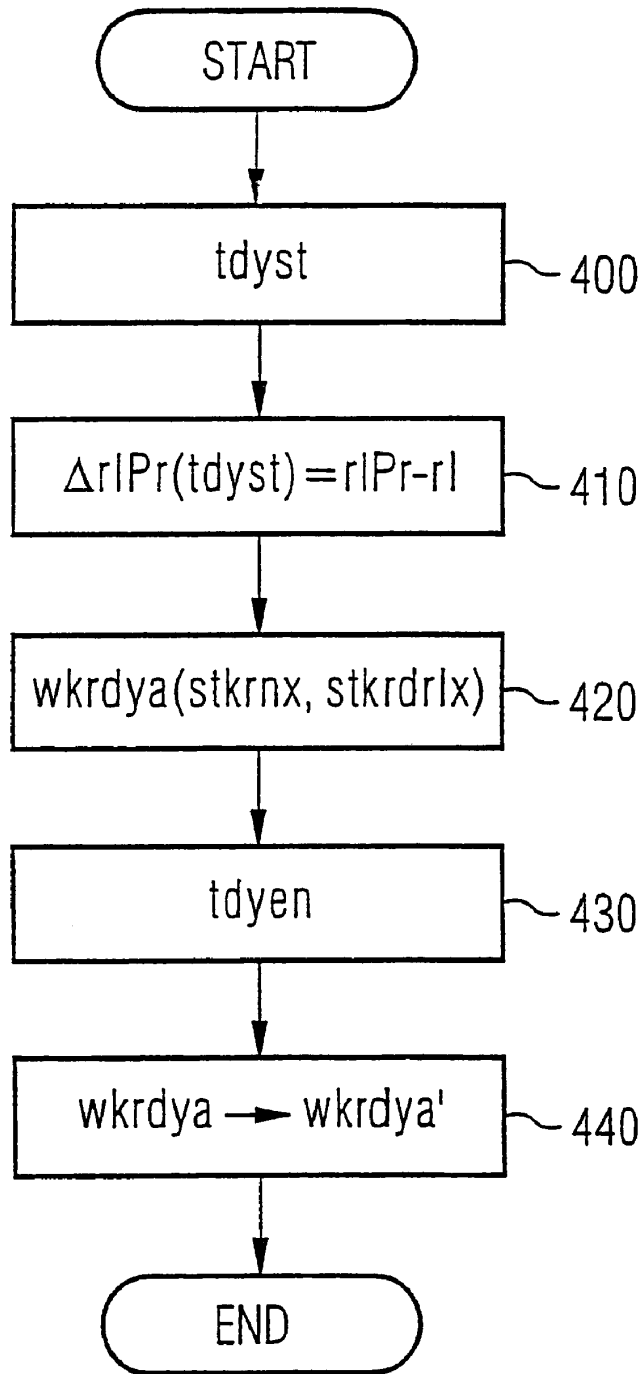 START
tdyst
400
ΔrlPr(tdyst)=rlPr-rl
410
wkrdya(stkrnx, stkrdrlx)
420
tdyen
430
wkrdya → wkrdya'
440
END